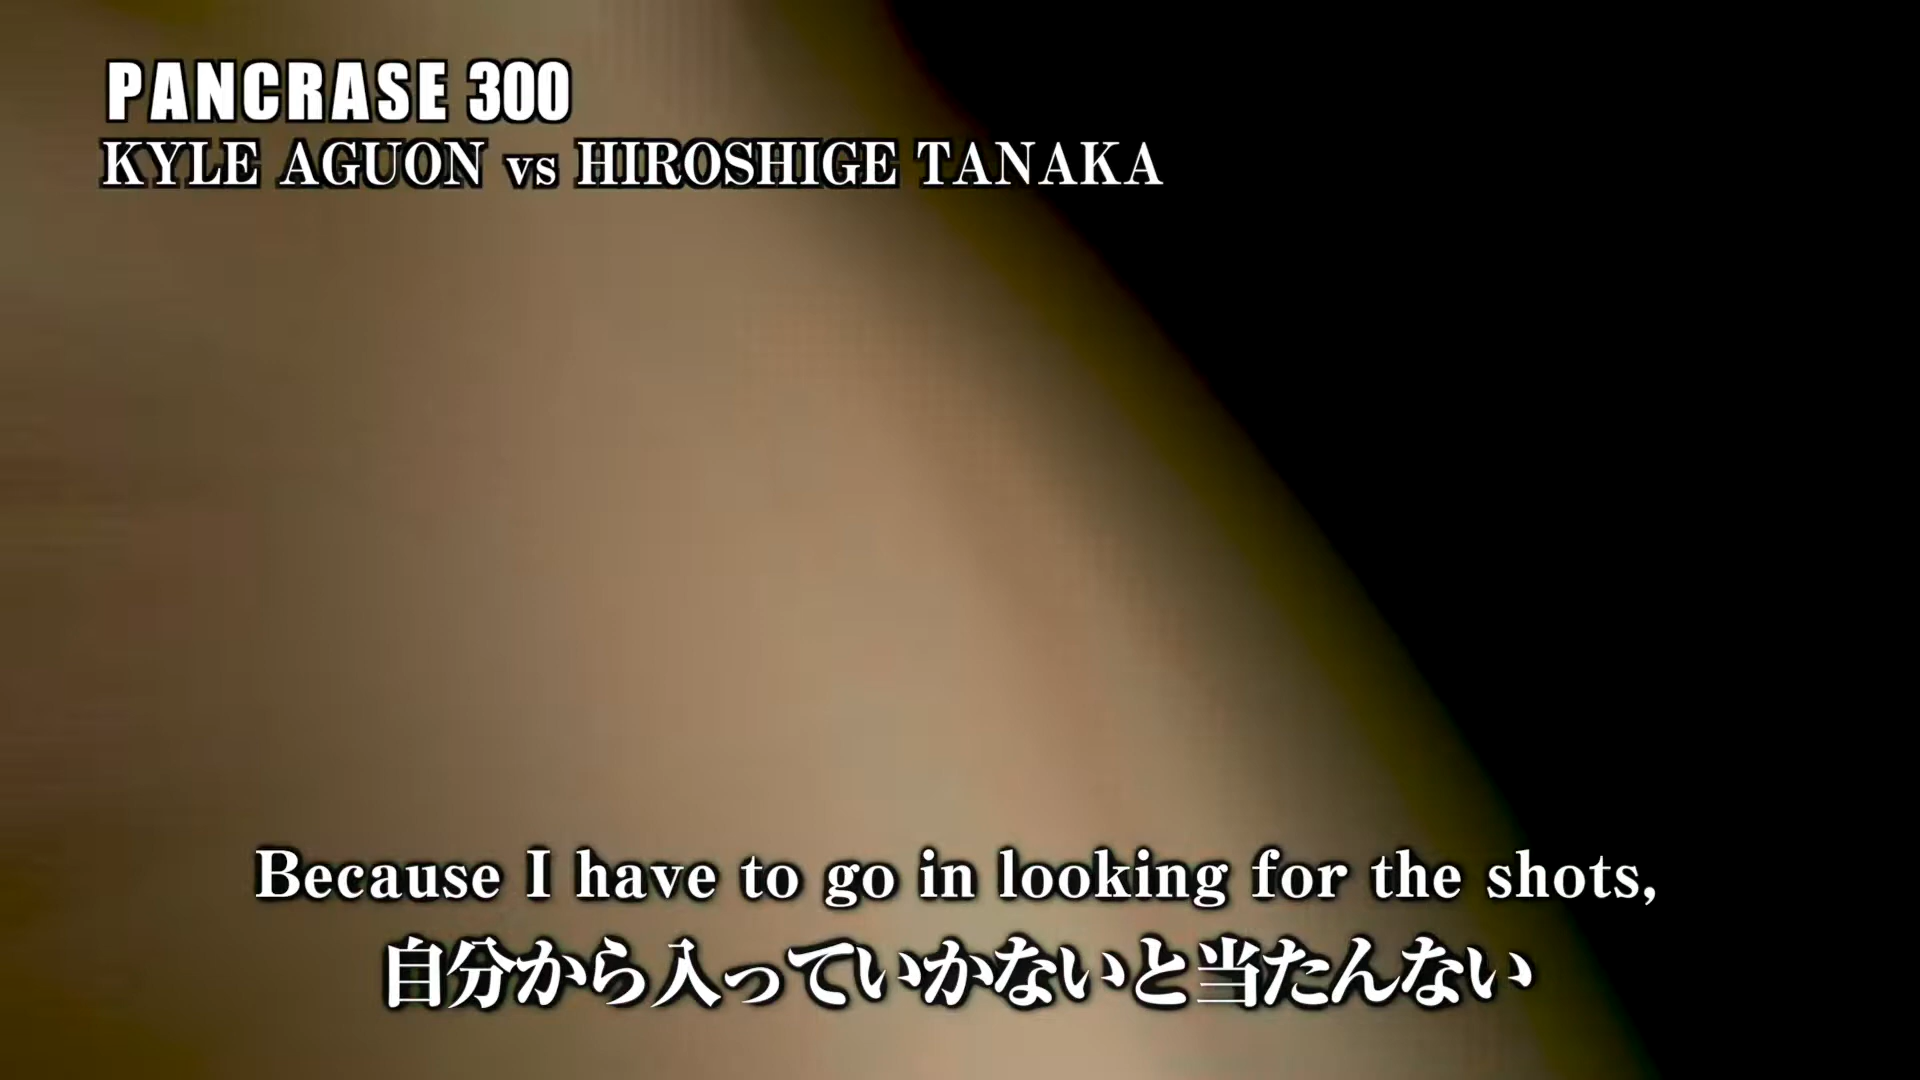 PANCRASE 300
KYLE AGUON vs HIROSHIGE TANAKA
Because I have to go in looking for the shots,
自分から入っていかないと当たんない